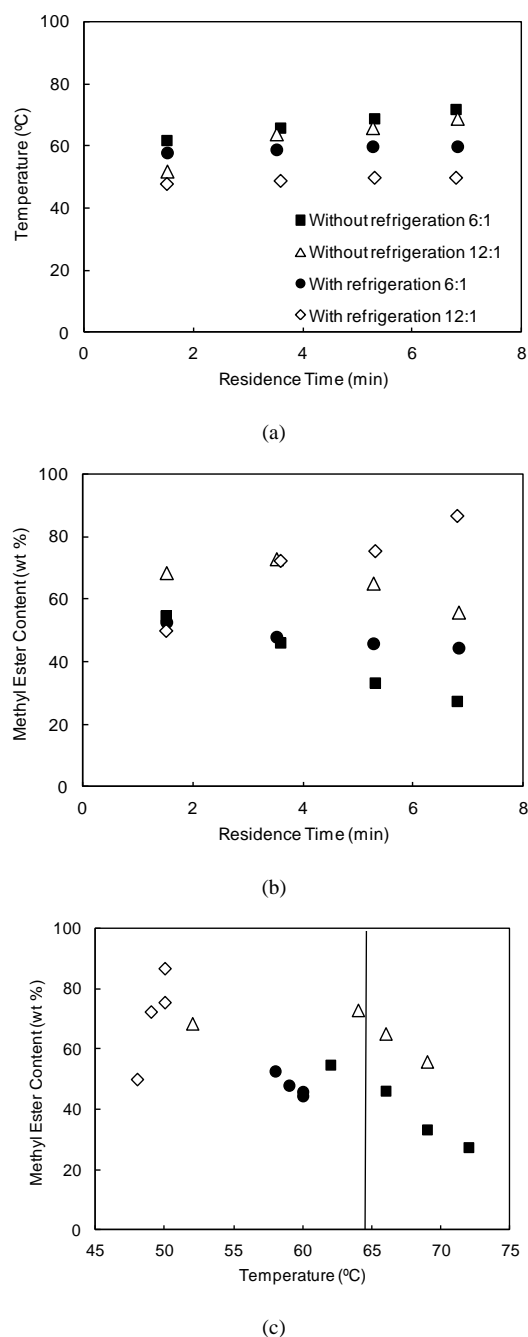 100
80
60
40
20
0
Temperature (ºC)
0 2 4 6 8
Residence Time (min)
Without refrigeration 6:1
Without refrigeration 12:1
With refrigeration 6:1
With refrigeration 12:1
(a)
100
80
60
40
20
0
Methyl Ester Content (wt %)
0 2 4 6 8
Residence Time (min)
(b)
100
80
60
40
20
0
Methyl Ester Content (wt %)
45 50 55 60 65 70 75
Temperature (ºC)
(c)